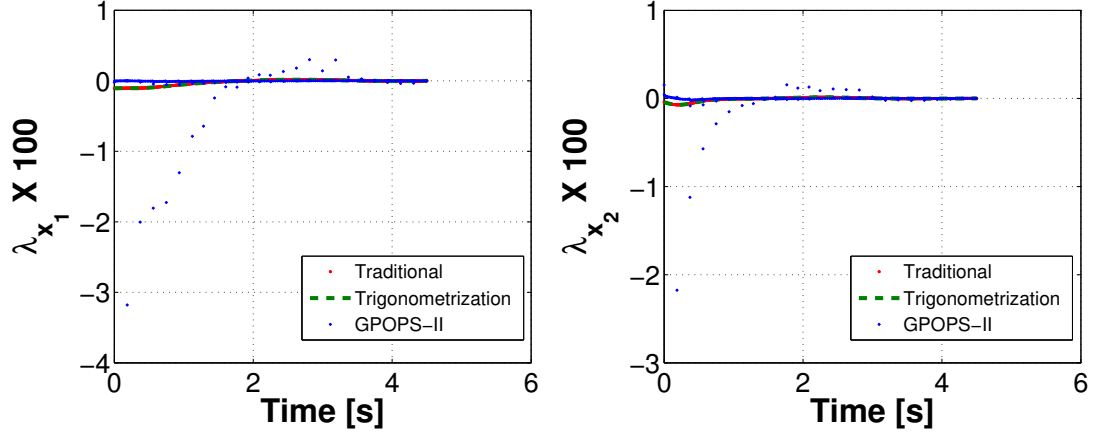 1
0
−1
−2
−3
−4
0
2
4
6
λx1 X 100
Time [s]
Traditional
Trigonometrization
GPOPS−II
1
0
−1
−2
−3
0
2
4
6
λx2 X 100
Time [s]
Traditional
Trigonometrization
GPOPS−II